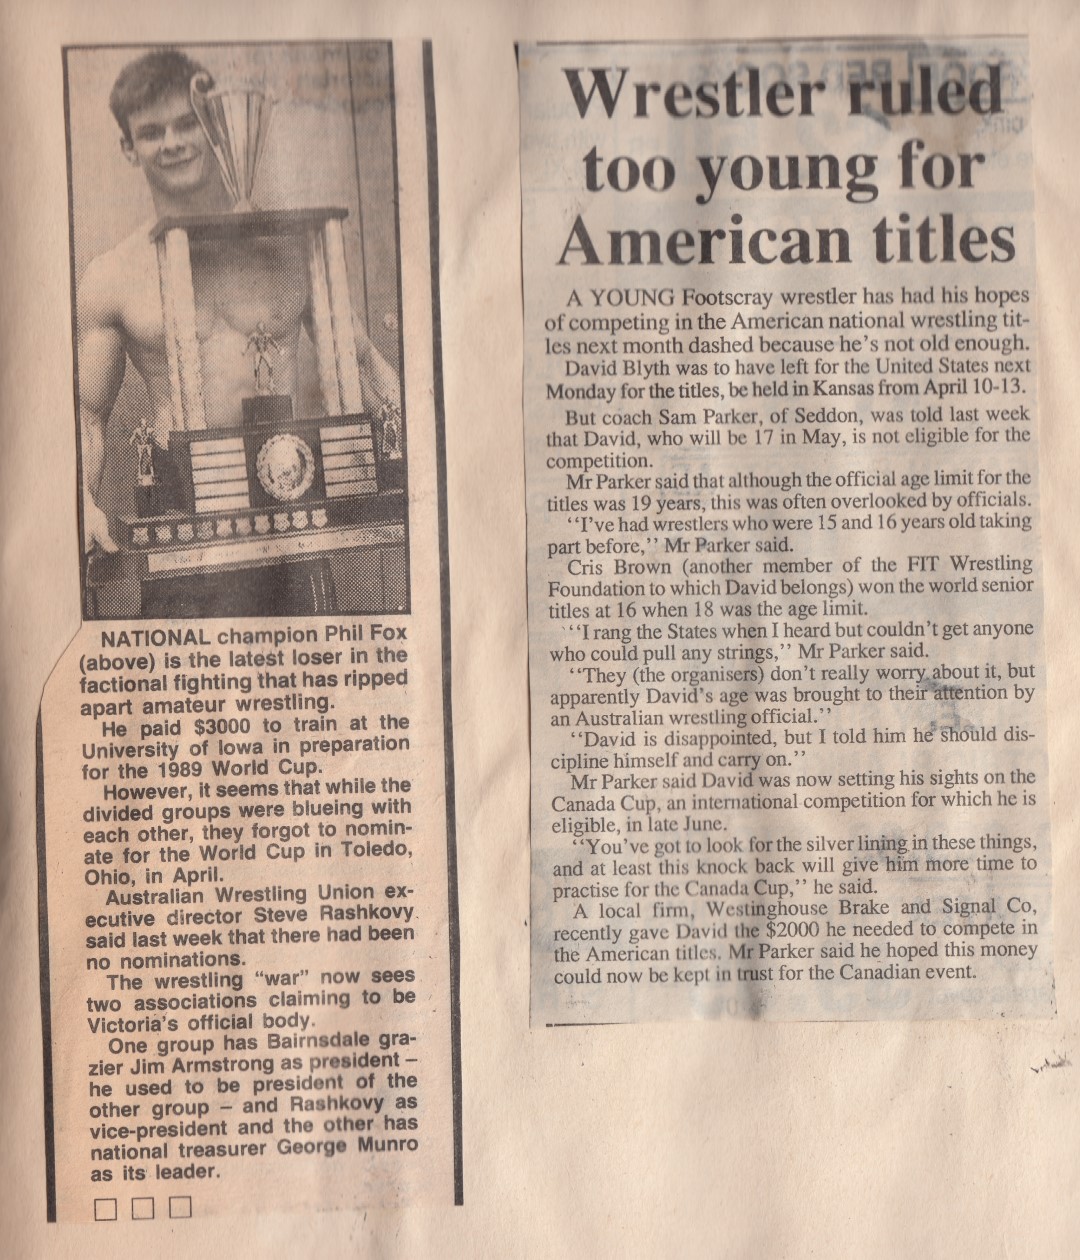 NATIONAL champion Phil Fox
(above) is the latest loser in the
factional fighting that has ripped
apart amateur wrestling.
He paid $3000 to train at the
University of Iowa in preparation
for the 1989 World Cup.
However, it seems that while the
divided groups were blueing with
each other, they forgot to nomin-
ate for the World Cup in Toledo,
Ohio, in April.
Australian Wrestling Union ex-
ecutive director Steve Rashkovy
said last week that there had been
no nominations.
The wrestling “war” now sees
two associations claiming to be
Victoria's official body.
One group has Bairnsdale gra-
zier Jim Armstrong as president –
he used to be president of the
other group – and Rashkovy as
vice-president and the other has
national treasurer George Munro
as its leader.
Wrestler ruled
too young for
American titles
A YOUNG Footscray wrestler has had his hopes
of competing in the American national wrestling tit-
les next month dashed because he's not old enough.
David Blyth was to have left for the United States next
Monday for the titles, be held in Kansas from April 10-13.
But coach Sam Parker, of Seddon, was told last week
that David, who will be 17 in May, is not eligible for the
competition.
Mr Parker said that although the official age limit for the
titles was 19 years, this was often overlooked by officials.
“I've had wrestlers who were 15 and 16 years old taking
part before,” Mr Parker said.
Cris Brown (another member of the FIT Wrestling
Foundation to which David belongs) won the world senior
titles at 16 when 18 was the age limit.
“I rang the States when I heard but couldn't get anyone
who could pull any strings,” Mr Parker said.
“They (the organisers) don't really worry about it, but
apparently David's age was brought to their attention by
an Australian wrestling official.”
“David is disappointed, but I told him he should dis-
cipline himself and carry on.”
Mr Parker said David was now setting his sights on the
Canada Cup, an international competition for which he is
eligible, in late June.
“You've got to look for the silver lining in these things,
and at least this knock back will give him more time to
practise for the Canada Cup,” he said.
A local firm, Westinghouse Brake and Signal Co,
recently gave David the $2000 he needed to compete in
the American titles. Mr Parker said he hoped this money
could now be kept in trust for the Canadian event.